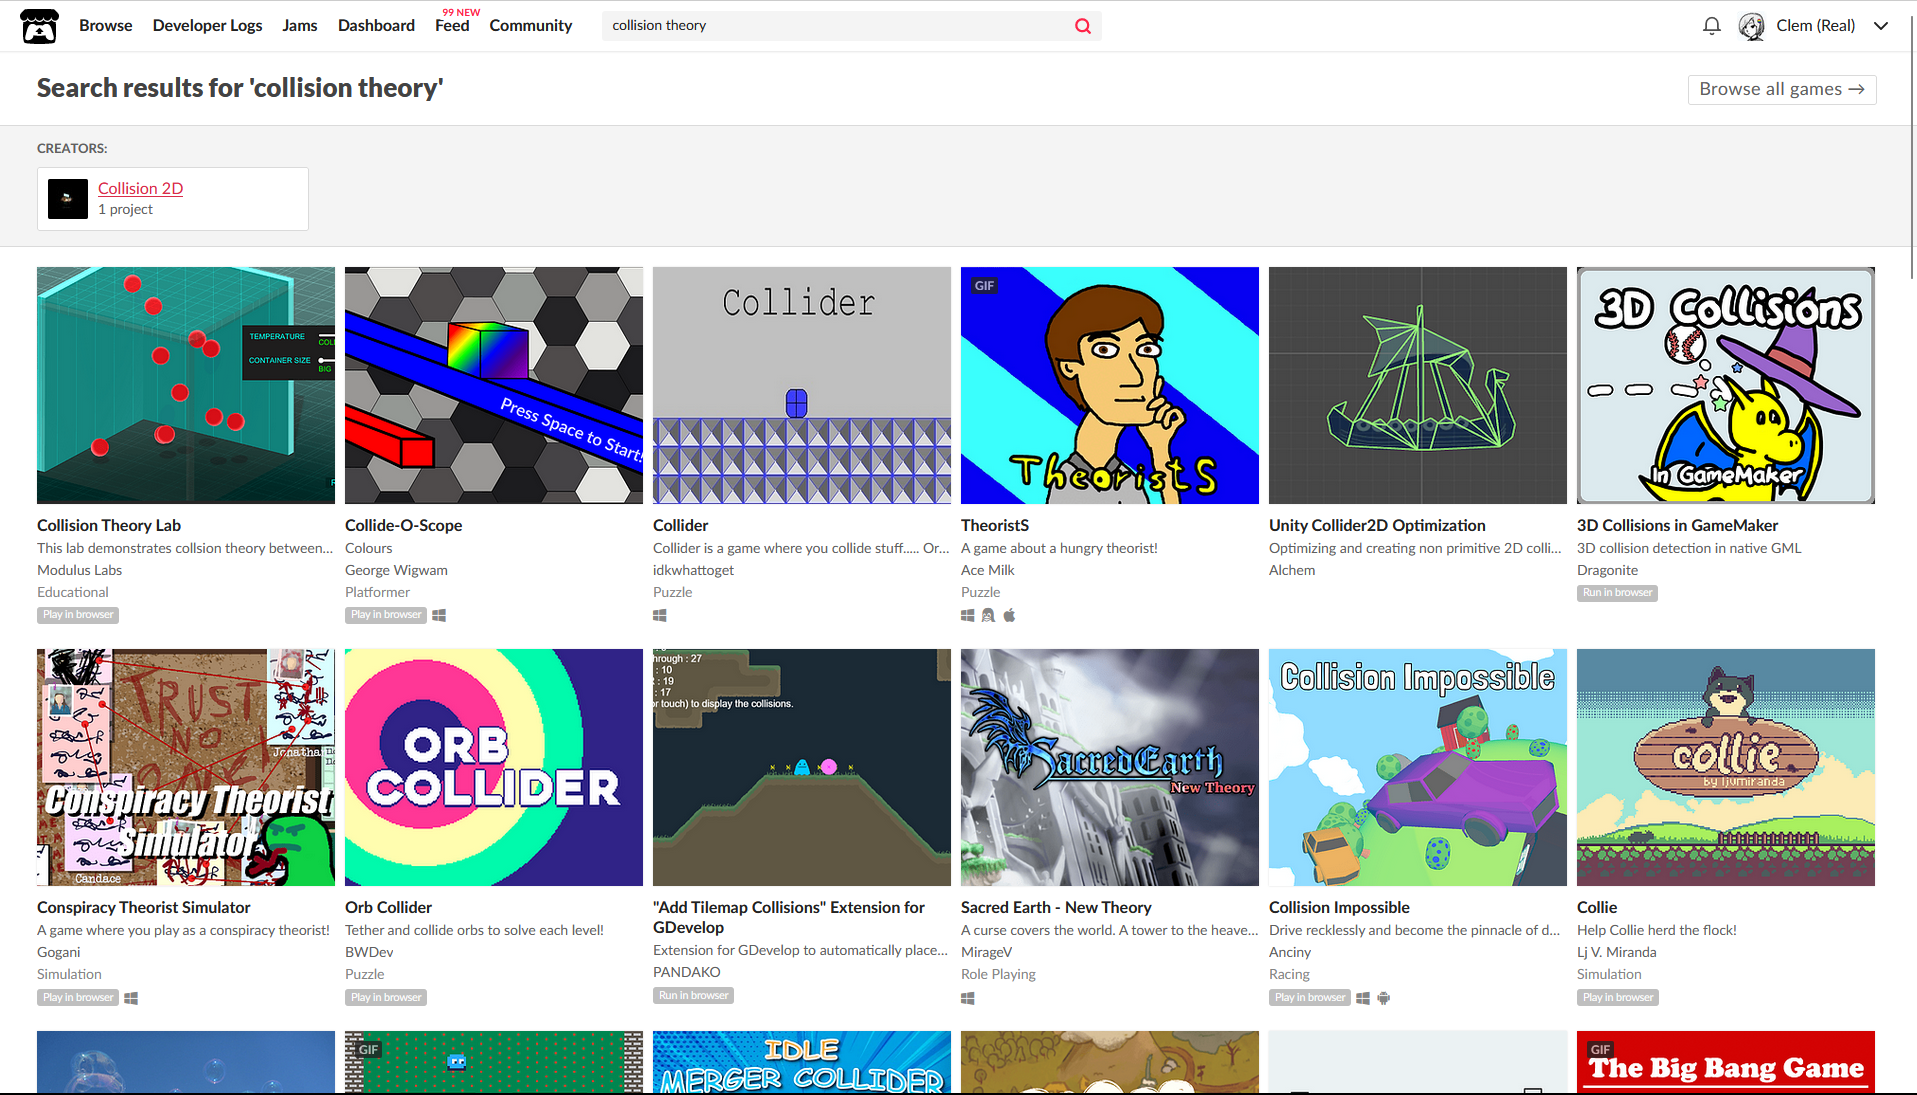 Browse
Developer Logs
Jams
Dashboard
99 NEW
Feed
Community
collision theory
Clem (Real)
Search results for 'collision theory'
Browse all games →
CREATORS:
Collision 2D
1 project
TEMPERATURE
COL
CONTAINER SIZE
BIG
Press Space to Start!
Collider
GIF
TheoristS
3D Collisions
In GameMaker
Collision Theory Lab
This lab demonstrates collsion theory between...
Modulus Labs
Educational
Play in browser
Collide-O-Scope
Colours
George Wigwam
Platformer
Play in browser
Collider
Collider is a game where you collide stuff..... Or...
idkwhattoget
Puzzle
TheoristS
A game about a hungry theorist!
Ace Milk
Puzzle
Unity Collider2D Optimization
Optimizing and creating non primitive 2D colli...
Alchem
3D Collisions in GameMaker
3D collision detection in native GML
Dragonite
Run in browser
TRUST
NO
ONE
Jonatha
Conspiracy Theorist
Simulator
Candace
ORB
COLLIDER
hrough : 27
: 10
: 19
: 17
or touch) to display the collisions.
SacredEarth
New Theory
Collision Impossible
collie
by ljvmiranda
Conspiracy Theorist Simulator
A game where you play as a conspiracy theorist!
Gogani
Simulation
Play in browser
Orb Collider
Tether and collide orbs to solve each level!
BWDev
Puzzle
Play in browser
"Add Tilemap Collisions" Extension for
GDevelop
Extension for GDevelop to automatically place...
PANDAKO
Run in browser
Sacred Earth - New Theory
A curse covers the world. A tower to the heave...
MirageV
Role Playing
Collision Impossible
Drive recklessly and become the pinnacle of d...
Anciny
Racing
Play in browser
Collie
Help Collie herd the flock!
Lj V. Miranda
Simulation
Play in browser
GIF
IDLE
MERGER COLLIDER
GIF
The Big Bang Game